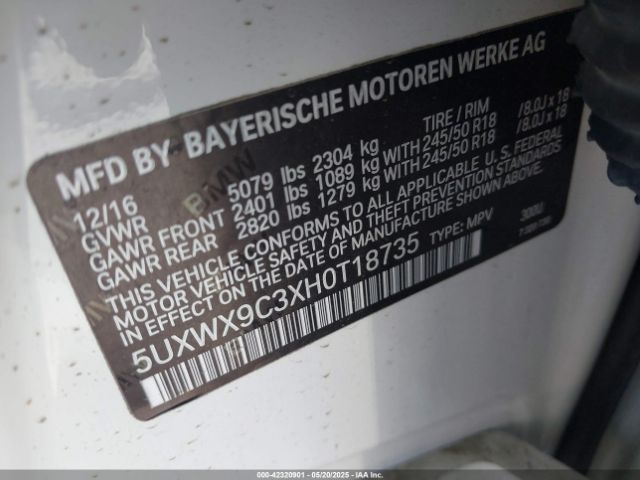 MFD BY BAYERISCHE MOTOREN WERKE AG
12/16 TIRE / RIM
GVWR 5079 lbs 2304 kg
GAWR FRONT 2401 lbs 1089 kg WITH 245/50 R18 /8.0J x 18
GAWR REAR 2820 lbs 1279 kg WITH 245/50 R18 /8.0J x 18
THIS VEHICLE CONFORMS TO ALL APPLICABLE U.S. FEDERAL
MOTOR VEHICLE SAFETY AND THEFT PREVENTION STANDARDS
IN EFFECT ON THE DATE OF MANUFACTURE SHOWN ABOVE.
5UXWX9C3XH0T18735 TYPE: MPV
BMW
000-42320901 - 05/20/2025 - IAAI Copyright